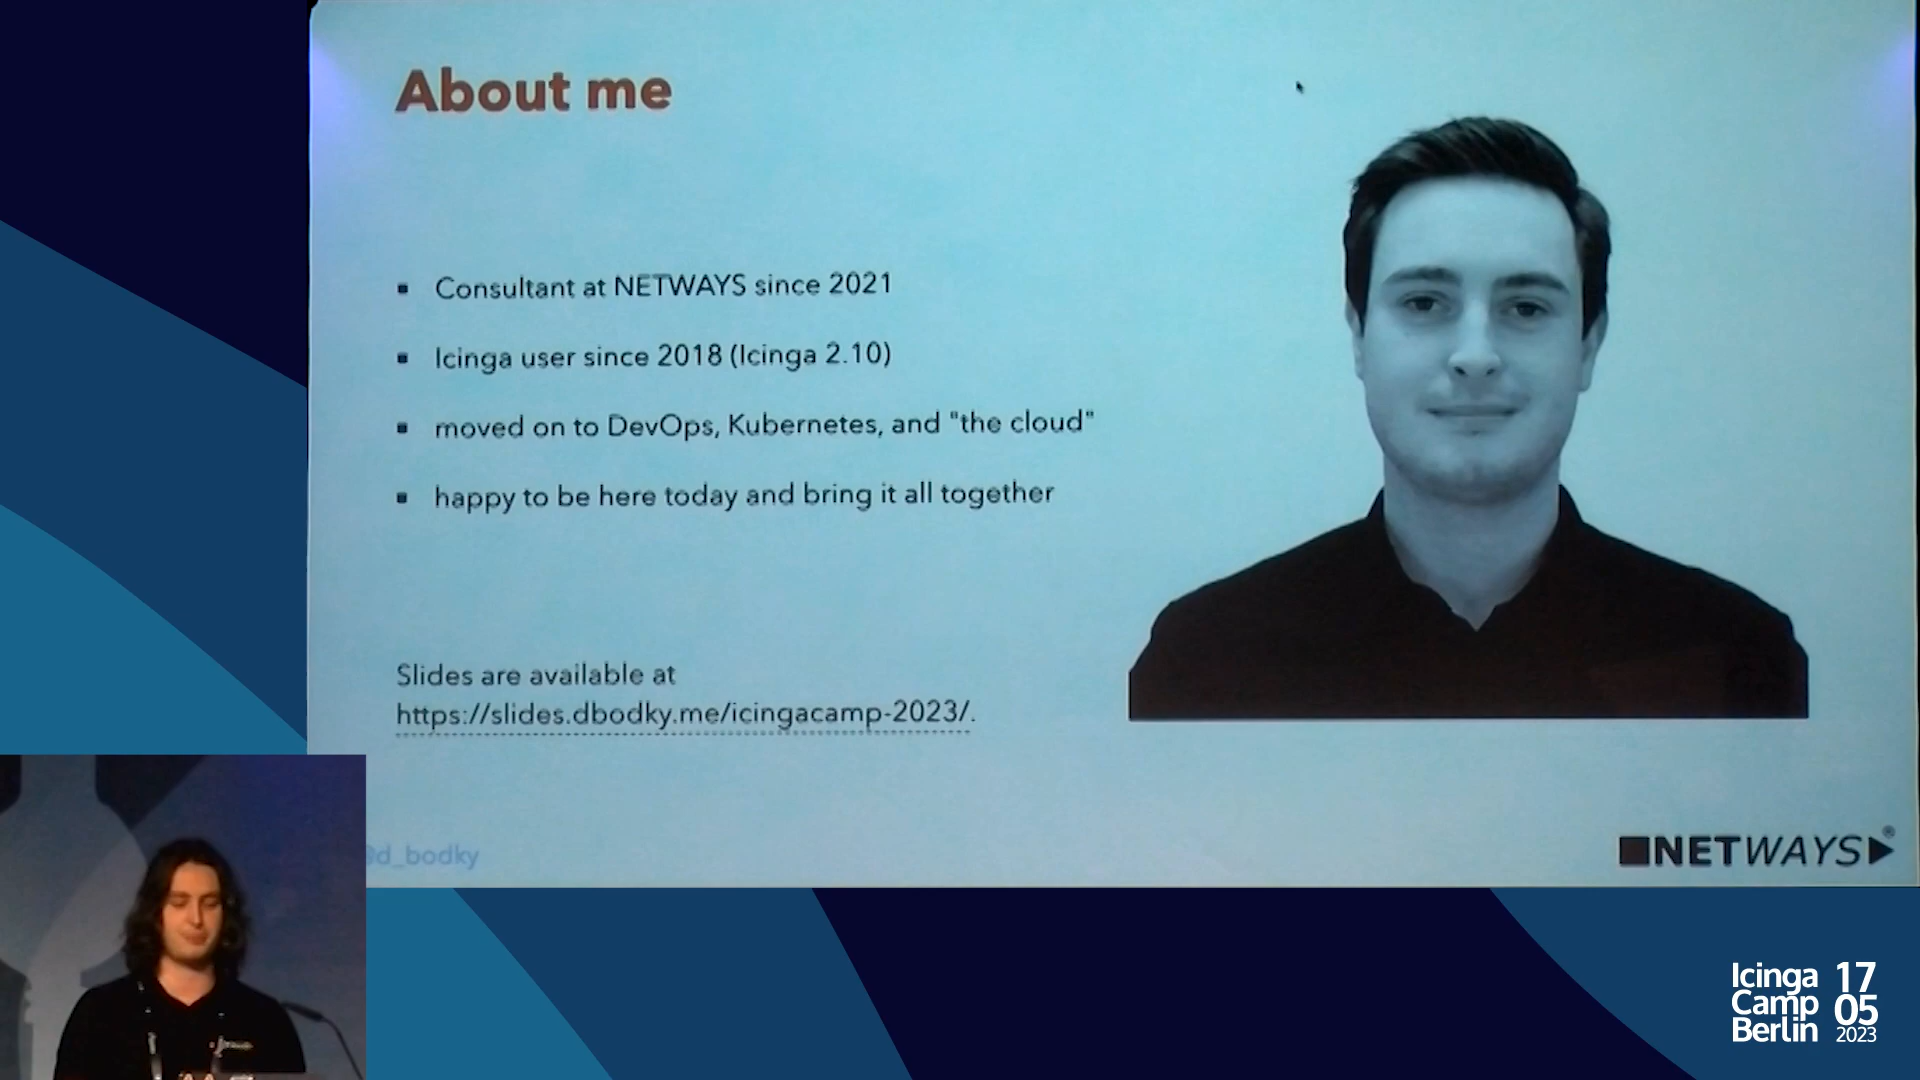 About me
Consultant at NETWAYS since 2021
Icinga user since 2018 (Icinga 2.10)
moved on to DevOps, Kubernetes, and "the cloud"
happy to be here today and bring it all together
Slides are available at
https://slides.dbodky.me/icingacamp-2023/.
@d_bodky
NETWAYS®
Icinga 17
Camp 05
Berlin 2023